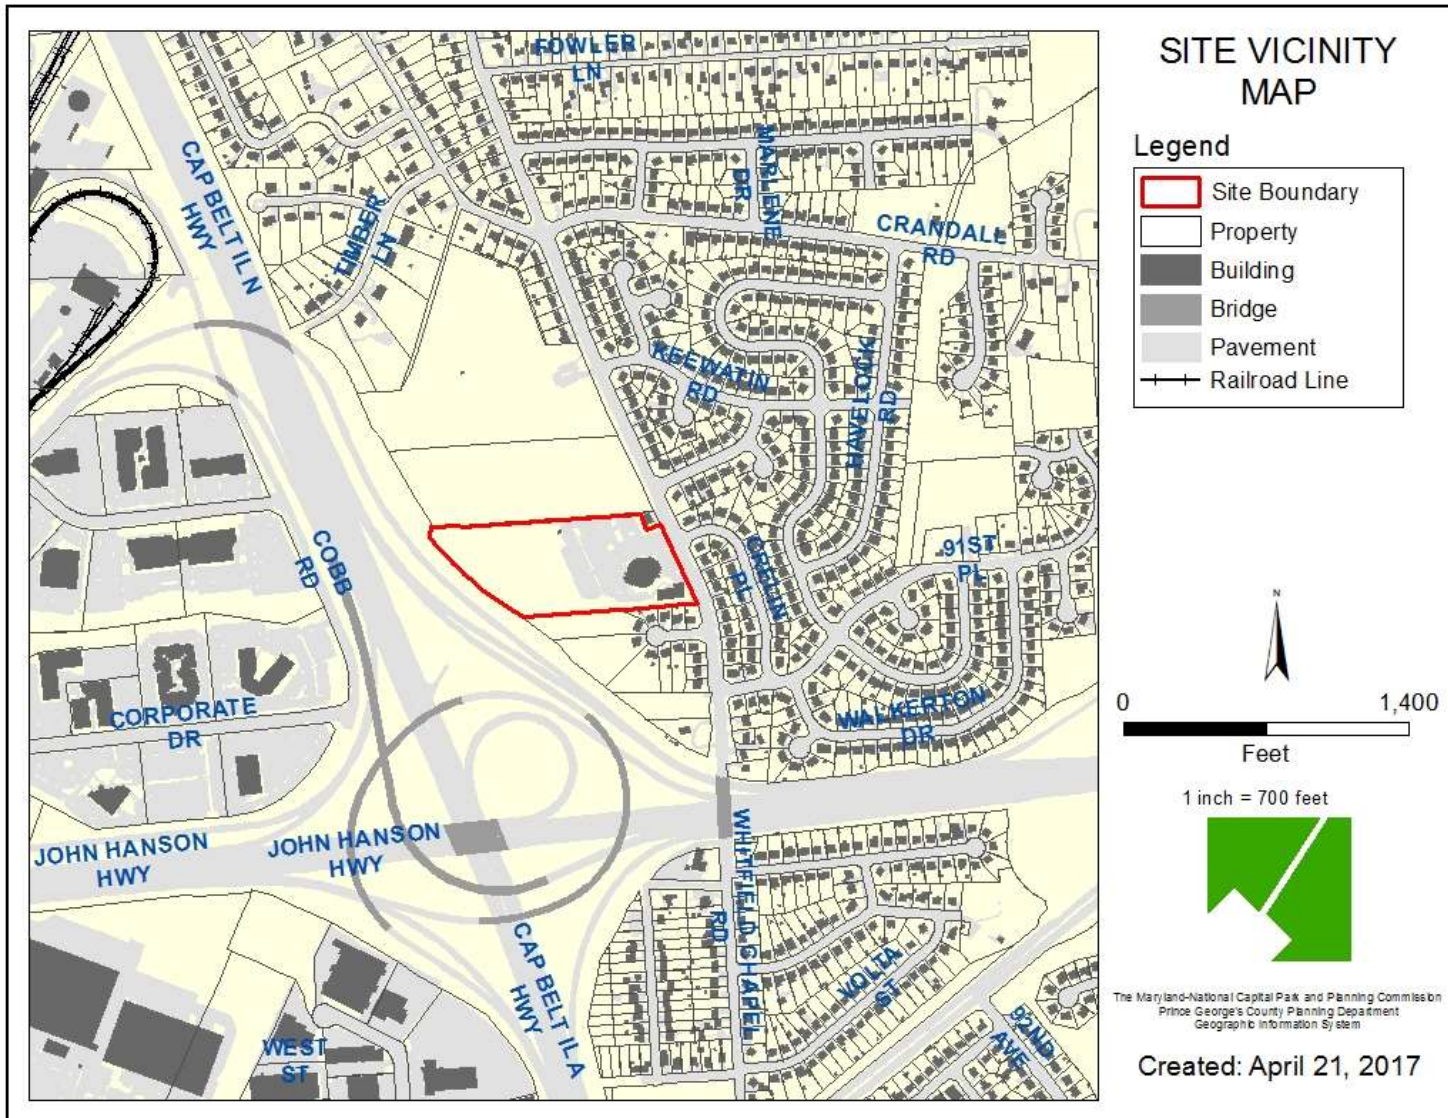 FOWLER
LN
CAP BELT IL N
HWY
TIMBER
LN
MARLENE
DR
CRANDALE
RD
KEEWATIN
RD
HAVELOCK
RD
COBB
RD
CRELIN
PL
91ST
PL
CORPORATE
DR
WALKERTON
DR
JOHN HANSON
HWY
JOHN HANSON
HWY
WHITFIELD CHAPEL
RD
CAP BELT IL A
HWY
VOLTA
ST
WEST
ST
92ND
AVE
SITE VICINITY
MAP
Legend
Site Boundary
Property
Building
Bridge
Pavement
Railroad Line
N
0 1,400
Feet
1 inch = 700 feet
The Maryland-National Capital Park and Planning Commission
Prince George's County Planning Department
Geographic Information System
Created: April 21, 2017